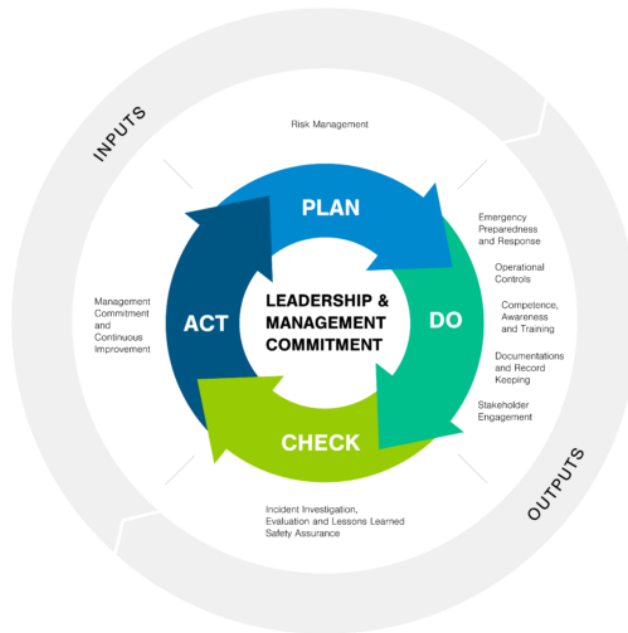 INPUTS
Risk Management
PLAN
Emergency
Preparedness
and Response
Operational
Controls
Competence,
Awareness
and Training
Documentations
and Record
Keeping
Stakeholder
Engagement
DO
LEADERSHIP &
MANAGEMENT
COMMITMENT
ACT
Management
Commitment
and
Continuous
Improvement
CHECK
Incident Investigation,
Evaluation and Lessons Learned
Safety Assurance
OUTPUTS